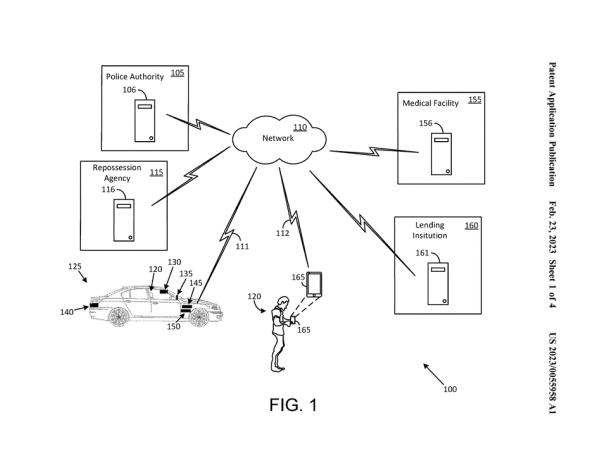 Police Authority 105
106
Repossession
Agency 115
116
110
Network
Medical Facility 155
156
Lending
Insitution 160
161
111
112
125
120
130
135
145
140
150
165
120
165
100
FIG. 1
Patent Application Publication Feb. 23, 2023 Sheet 1 of 4 US 2023/0055958 A1